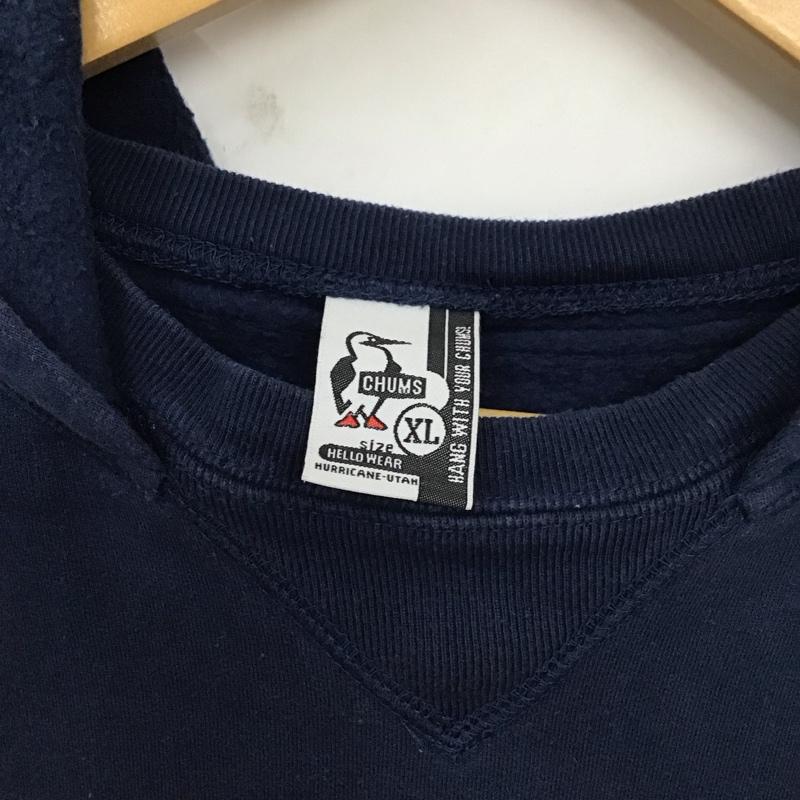 CHUMS
size XL
HELLO WEAR
HURRICANE-UTAH
HANG WITH YOUR CHUMS!